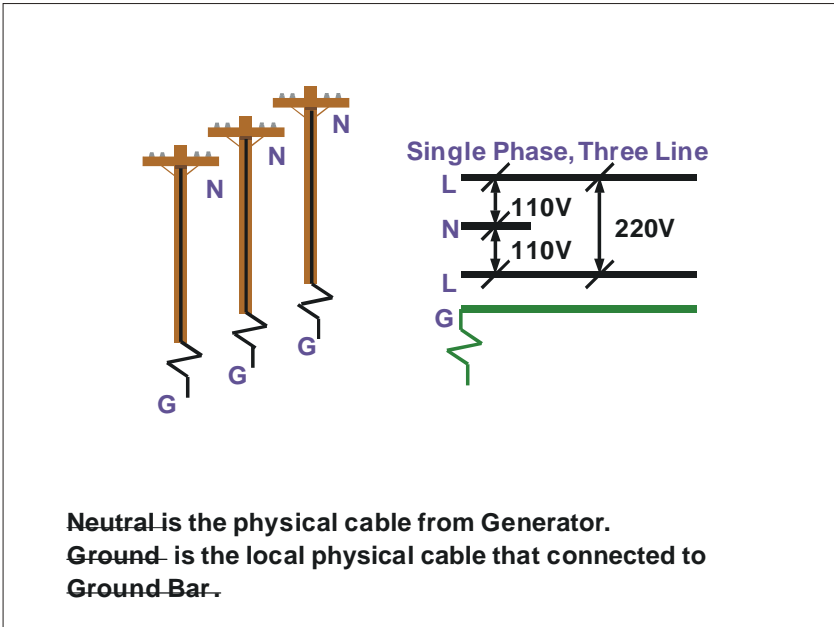 N
N
N
G
G
G
Single Phase, Three Line
L
110V
N
220V
110V
L
G
Neutral is the physical cable from Generator.
Ground is the local physical cable that connected to
Ground Bar.